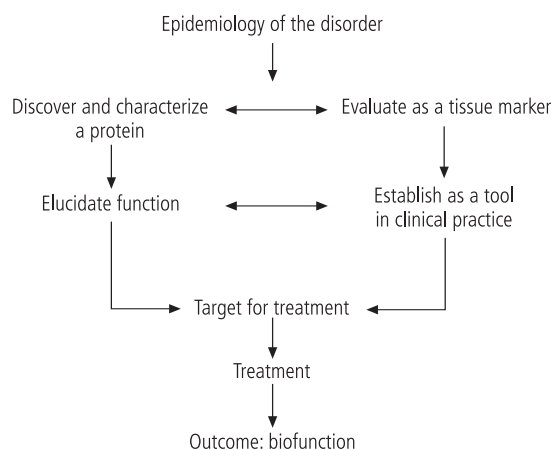 Epidemiology of the disorder
Discover and characterize
a protein
Evaluate as a tissue marker
Elucidate function
Establish as a tool
in clinical practice
Target for treatment
Treatment
Outcome: biofunction